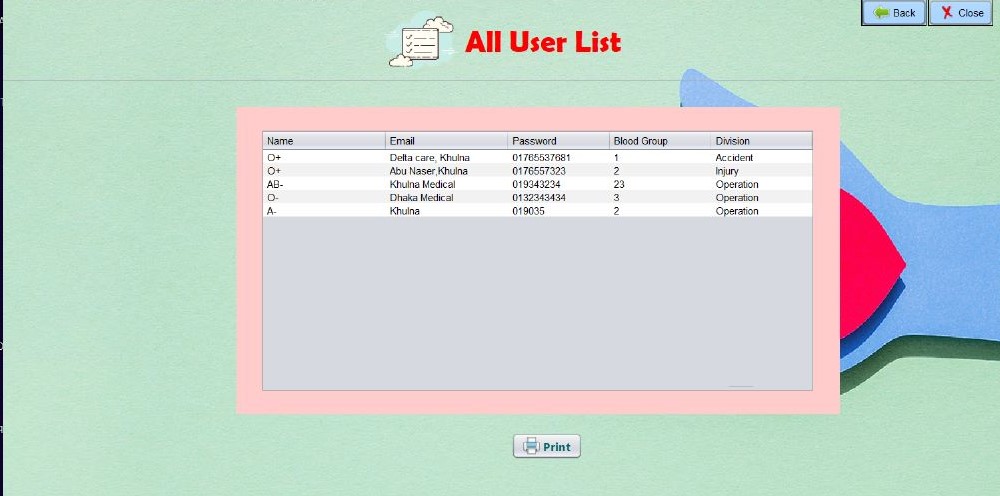 Back Close
All User List
Name Email Password Blood Group Division
O+ Delta care, Khulna 01765537681 1 Accident
O+ Abu Naser,Khulna 0176557323 2 Injury
AB- Khulna Medical 019343234 23 Operation
O- Dhaka Medical 0132343434 3 Operation
A- Khulna 019035 2 Operation
Print